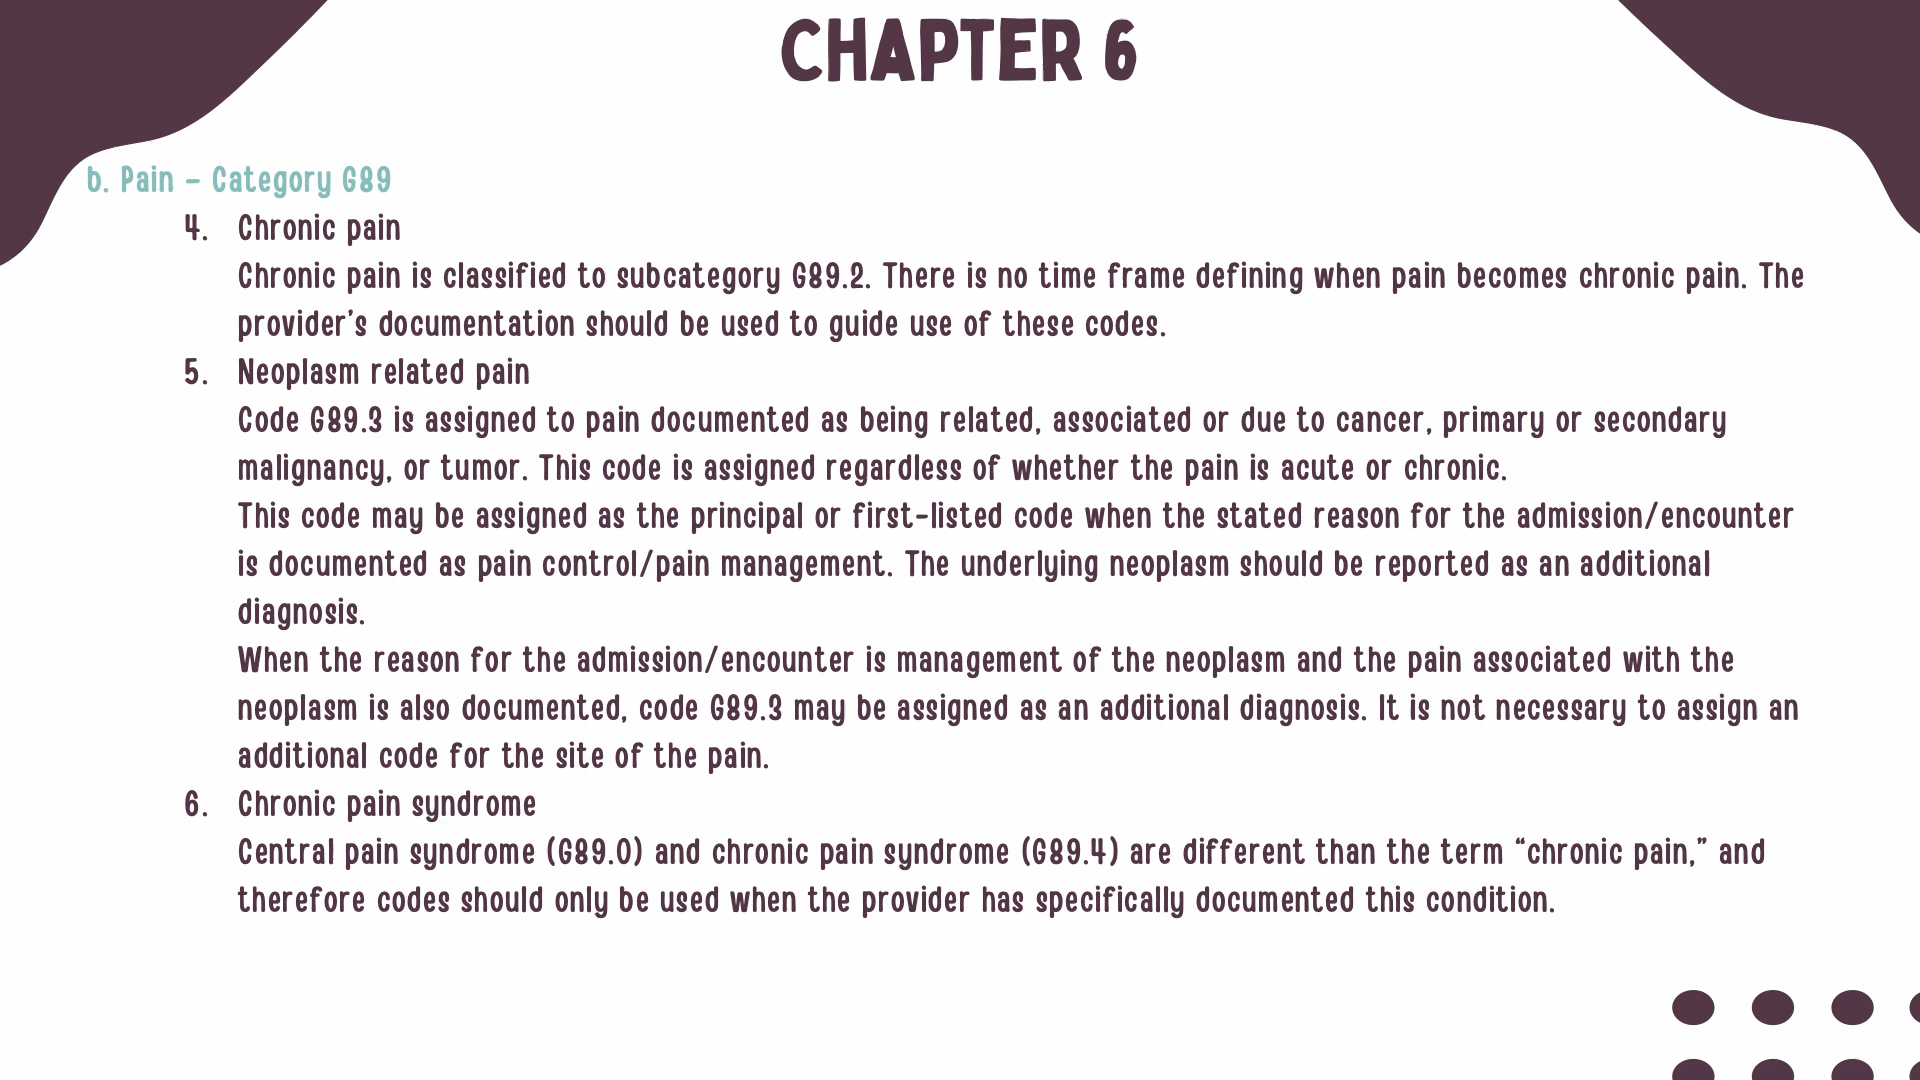 CHAPTER 6
b. Pain - Category G89
4. Chronic pain
Chronic pain is classified to subcategory G89.2. There is no time frame defining when pain becomes chronic pain. The
provider’s documentation should be used to guide use of these codes.
5. Neoplasm related pain
Code G89.3 is assigned to pain documented as being related, associated or due to cancer, primary or secondary
malignancy, or tumor. This code is assigned regardless of whether the pain is acute or chronic.
This code may be assigned as the principal or first-listed code when the stated reason for the admission/encounter
is documented as pain control/pain management. The underlying neoplasm should be reported as an additional
diagnosis.
When the reason for the admission/encounter is management of the neoplasm and the pain associated with the
neoplasm is also documented, code G89.3 may be assigned as an additional diagnosis. It is not necessary to assign an
additional code for the site of the pain.
6. Chronic pain syndrome
Central pain syndrome (G89.0) and chronic pain syndrome (G89.4) are different than the term “chronic pain,” and
therefore codes should only be used when the provider has specifically documented this condition.